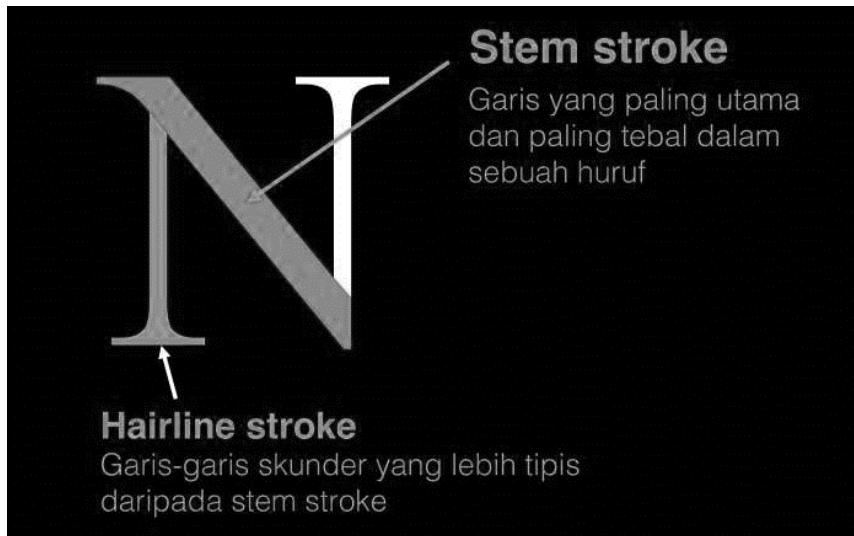 N
Stem stroke
Garis yang paling utama
dan paling tebal dalam
sebuah huruf
Hairline stroke
Garis-garis skunder yang lebih tipis
daripada stem stroke